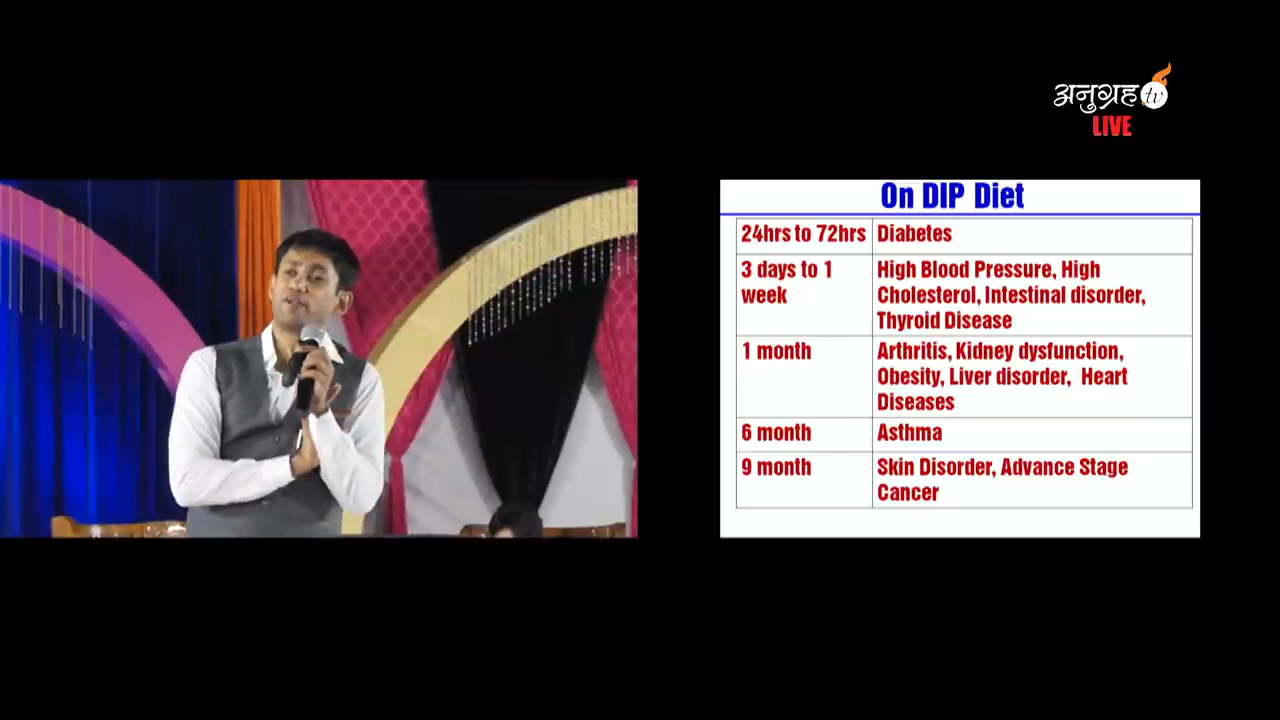 अनुग्रह tv
LIVE
On DIP Diet
24hrs to 72hrs Diabetes
3 days to 1 week High Blood Pressure, High
Cholesterol, Intestinal disorder,
Thyroid Disease
1 month Arthritis, Kidney dysfunction,
Obesity, Liver disorder, Heart
Diseases
6 month Asthma
9 month Skin Disorder, Advance Stage
Cancer